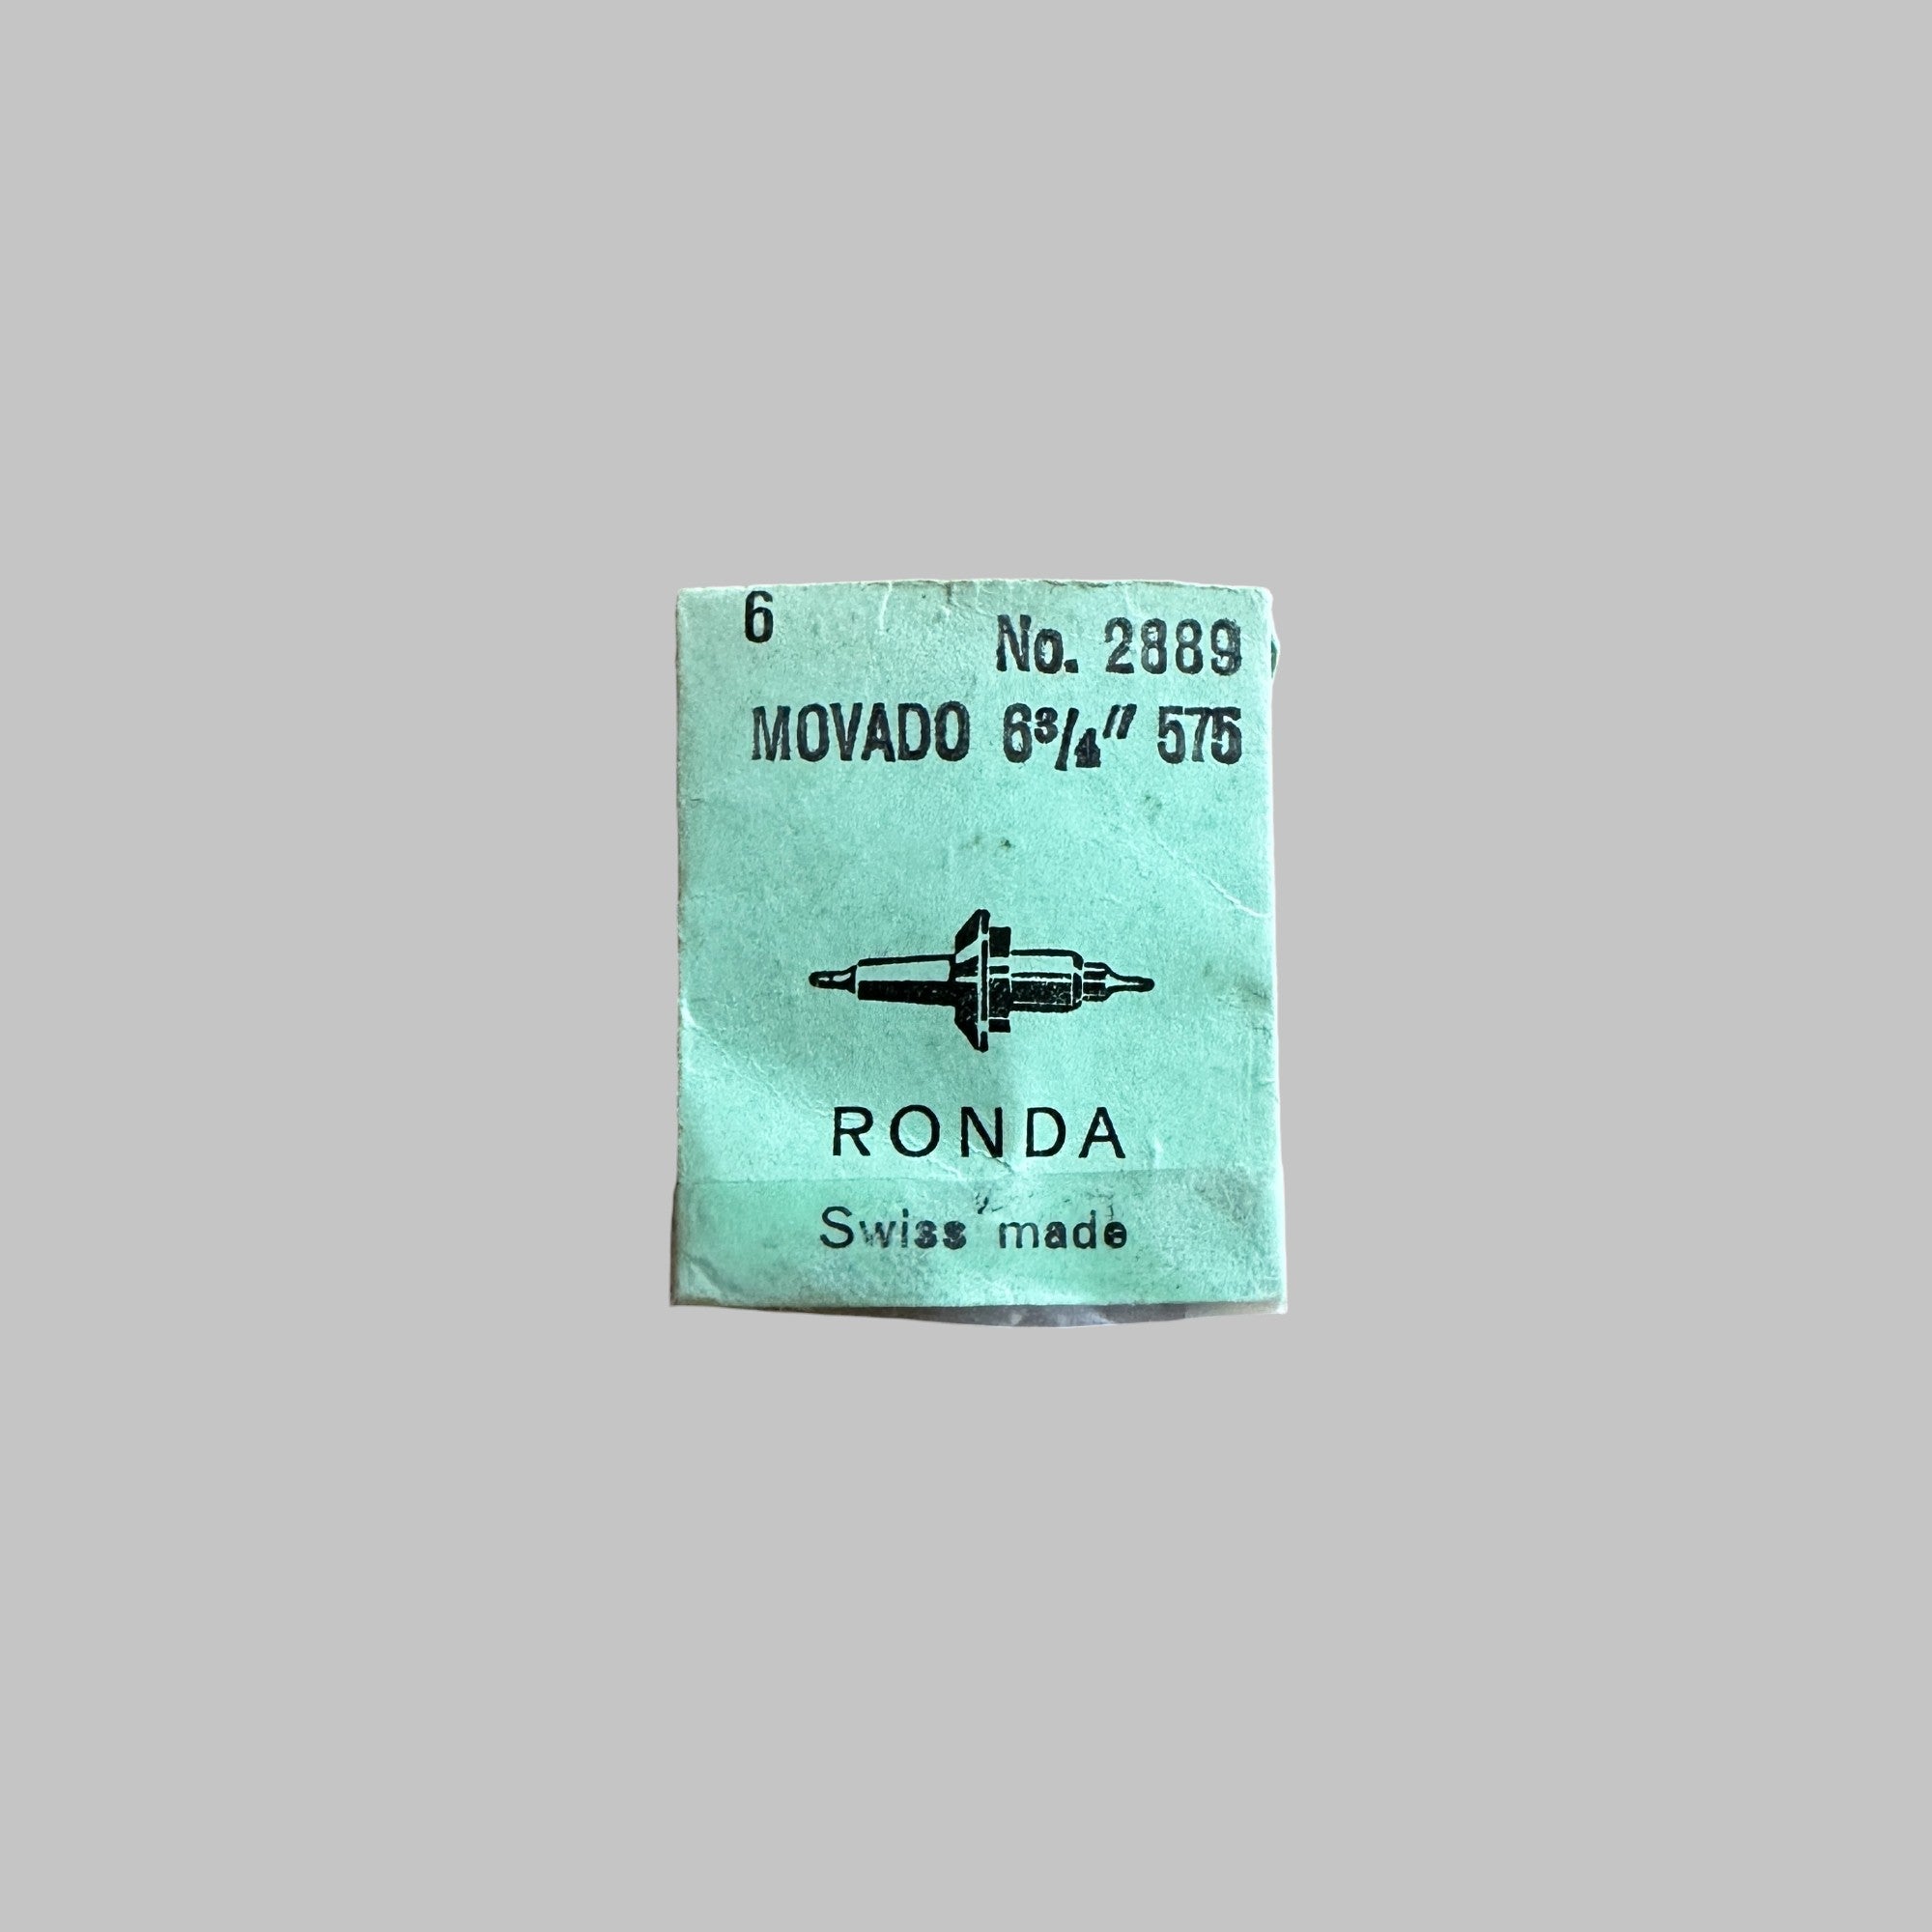 6
No. 2889
MOVADO 6¾‴ 575
RONDA
Swiss made